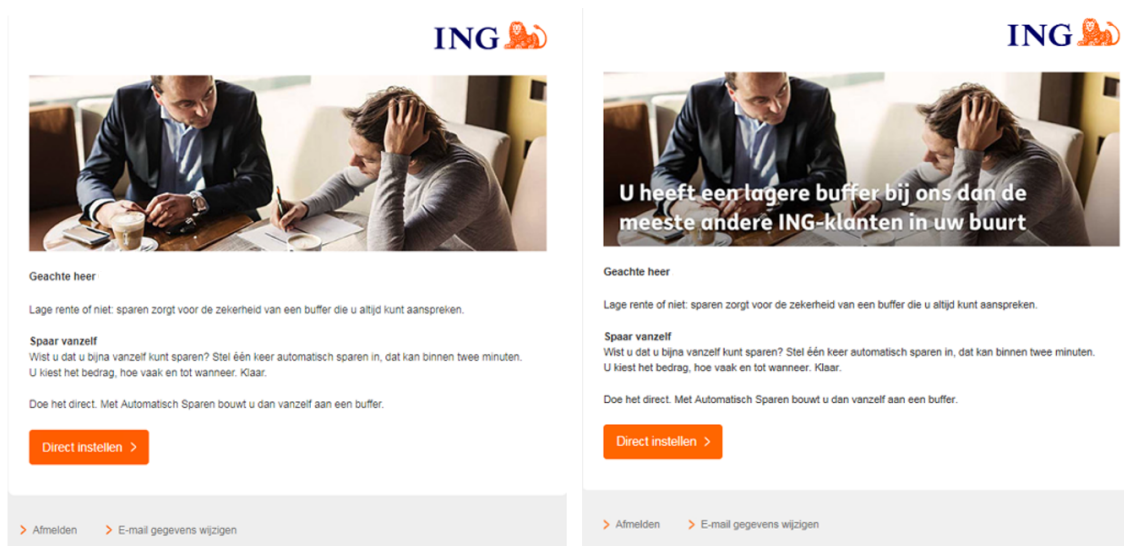 ING
Geachte heer
Lage rente of niet: sparen zorgt voor de zekerheid van een buffer die u altijd kunt aanspreken.
Spaar vanzelf
Wist u dat u bijna vanzelf kunt sparen? Stel één keer automatisch sparen in, dat kan binnen twee minuten.
U kiest het bedrag, hoe vaak en tot wanneer. Klaar.
Doe het direct. Met Automatisch Sparen bouwt u dan vanzelf aan een buffer.
Direct instellen >
> Afmelden > E-mail gegevens wijzigen
ING
U heeft een lagere buffer bij ons dan de
meeste andere ING-klanten in uw buurt
Geachte heer
Lage rente of niet: sparen zorgt voor de zekerheid van een buffer die u altijd kunt aanspreken.
Spaar vanzelf
Wist u dat u bijna vanzelf kunt sparen? Stel één keer automatisch sparen in, dat kan binnen twee minuten.
U kiest het bedrag, hoe vaak en tot wanneer. Klaar.
Doe het direct. Met Automatisch Sparen bouwt u dan vanzelf aan een buffer.
Direct instellen >
> Afmelden > E-mail gegevens wijzigen